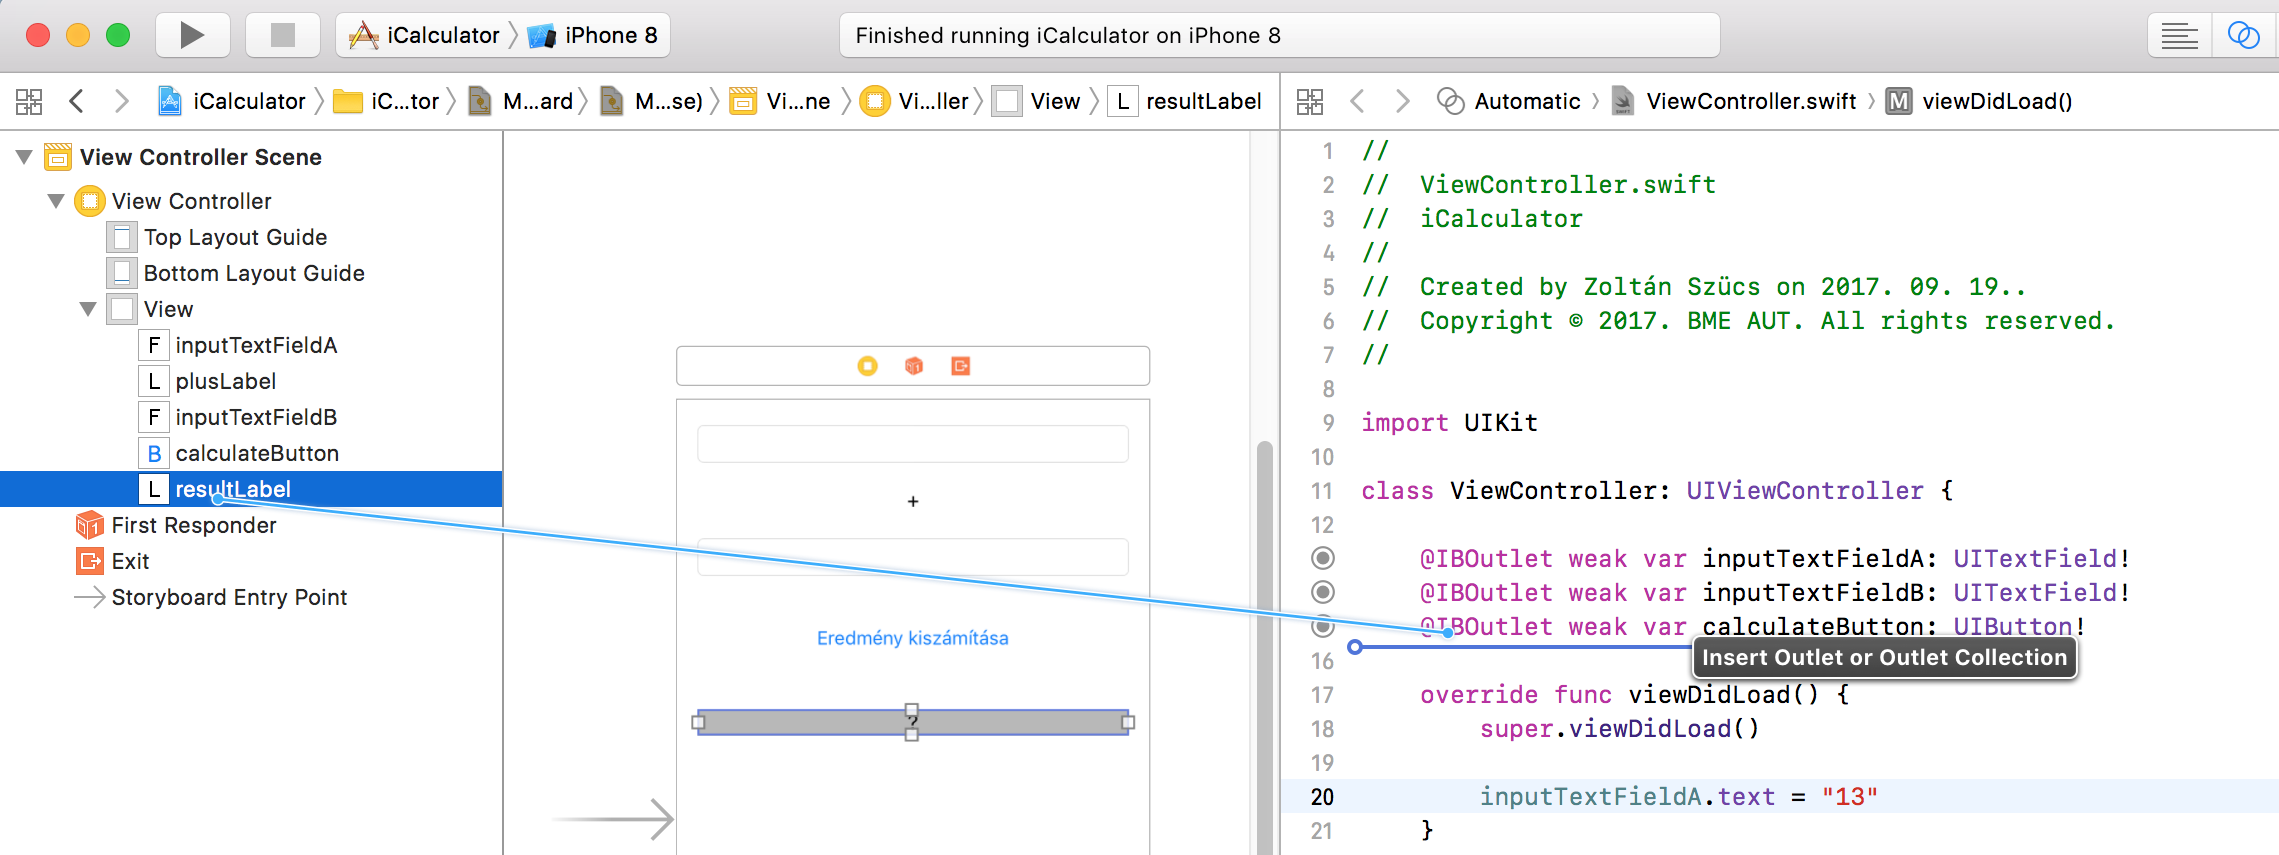 iCalculator iPhone 8
Finished running iCalculator on iPhone 8
iCalculator iC...tor M...ard M...se) Vi...ne Vi...ller View L resultLabel
Automatic ViewController.swift M viewDidLoad()
View Controller Scene
View Controller
Top Layout Guide
Bottom Layout Guide
View
F inputTextFieldA
L plusLabel
F inputTextFieldB
B calculateButton
L resultLabel
1 First Responder
Exit
Storyboard Entry Point
1
+
Eredmény kiszámítása
?
1 //
2 // ViewController.swift
3 // iCalculator
4 //
5 // Created by Zoltán Szücs on 2017. 09. 19..
6 // Copyright © 2017. BME AUT. All rights reserved.
7 //
8
9 import UIKit
10
11 class ViewController: UIViewController {
12
@IBOutlet weak var inputTextFieldA: UITextField!
@IBOutlet weak var inputTextFieldB: UITextField!
@IBOutlet weak var calculateButton: UIButton!
16
Insert Outlet or Outlet Collection
17 override func viewDidLoad() {
18 super.viewDidLoad()
19
20 inputTextFieldA.text = "13"
21 }